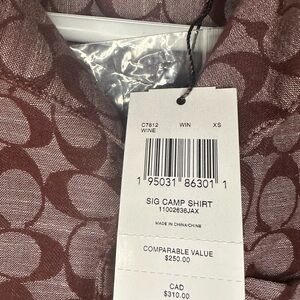 C7812 WIN XS
WINE
1 95031 86301 1
SIG CAMP SHIRT
11002636JAX
MADE IN CHINA/CHINE
COMPARABLE VALUE
$250.00
CAD
$310.00